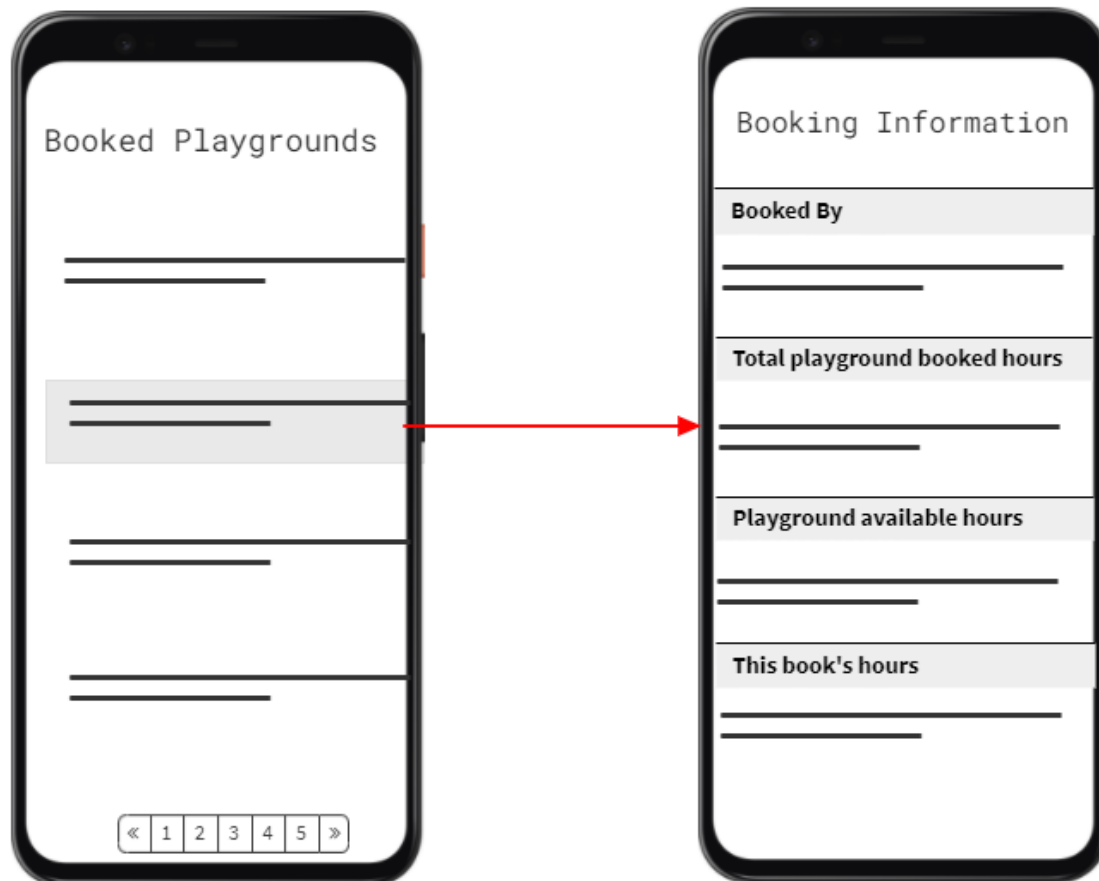 Booked Playgrounds
« 1 2 3 4 5 »
Booking Information
Booked By
Total playground booked hours
Playground available hours
This book's hours